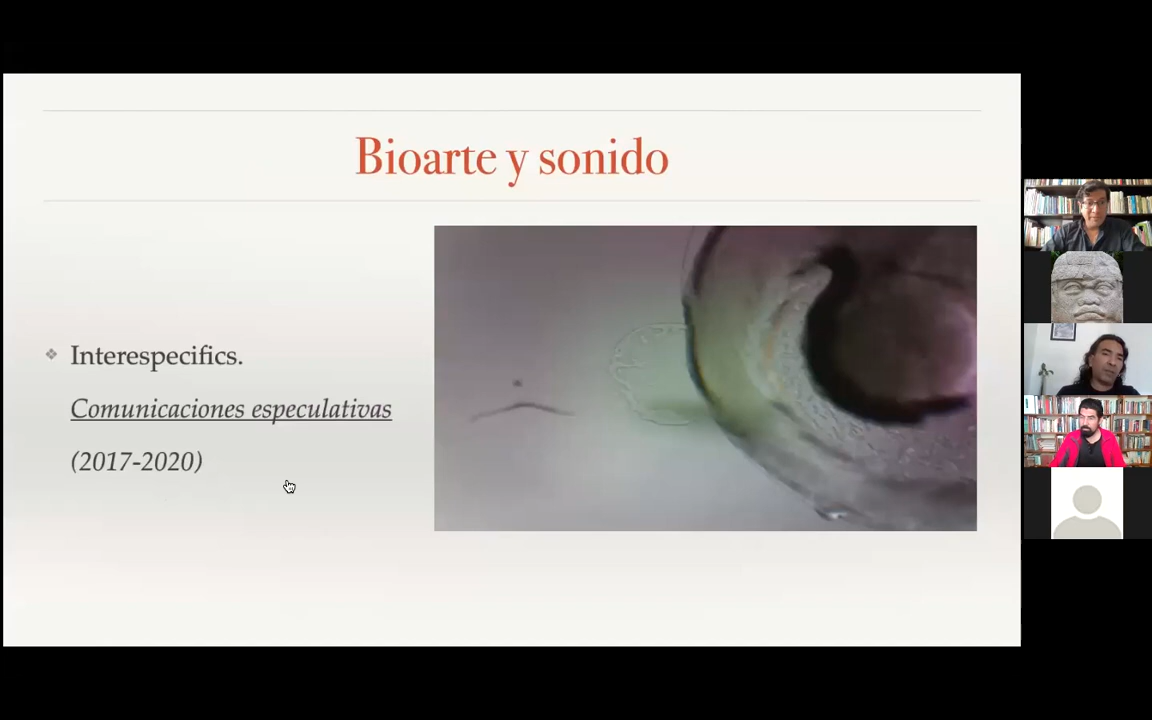 Bioarte y sonido
Interespecifics.
Comunicaciones especulativas
(2017-2020)